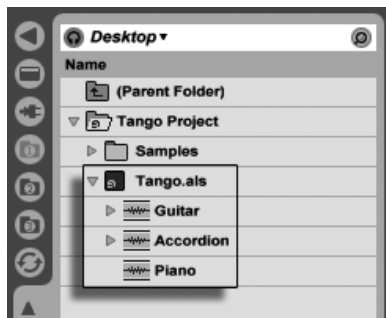 Desktop
Name
(Parent Folder)
Tango Project
Samples
Tango.als
Guitar
Accordion
Piano